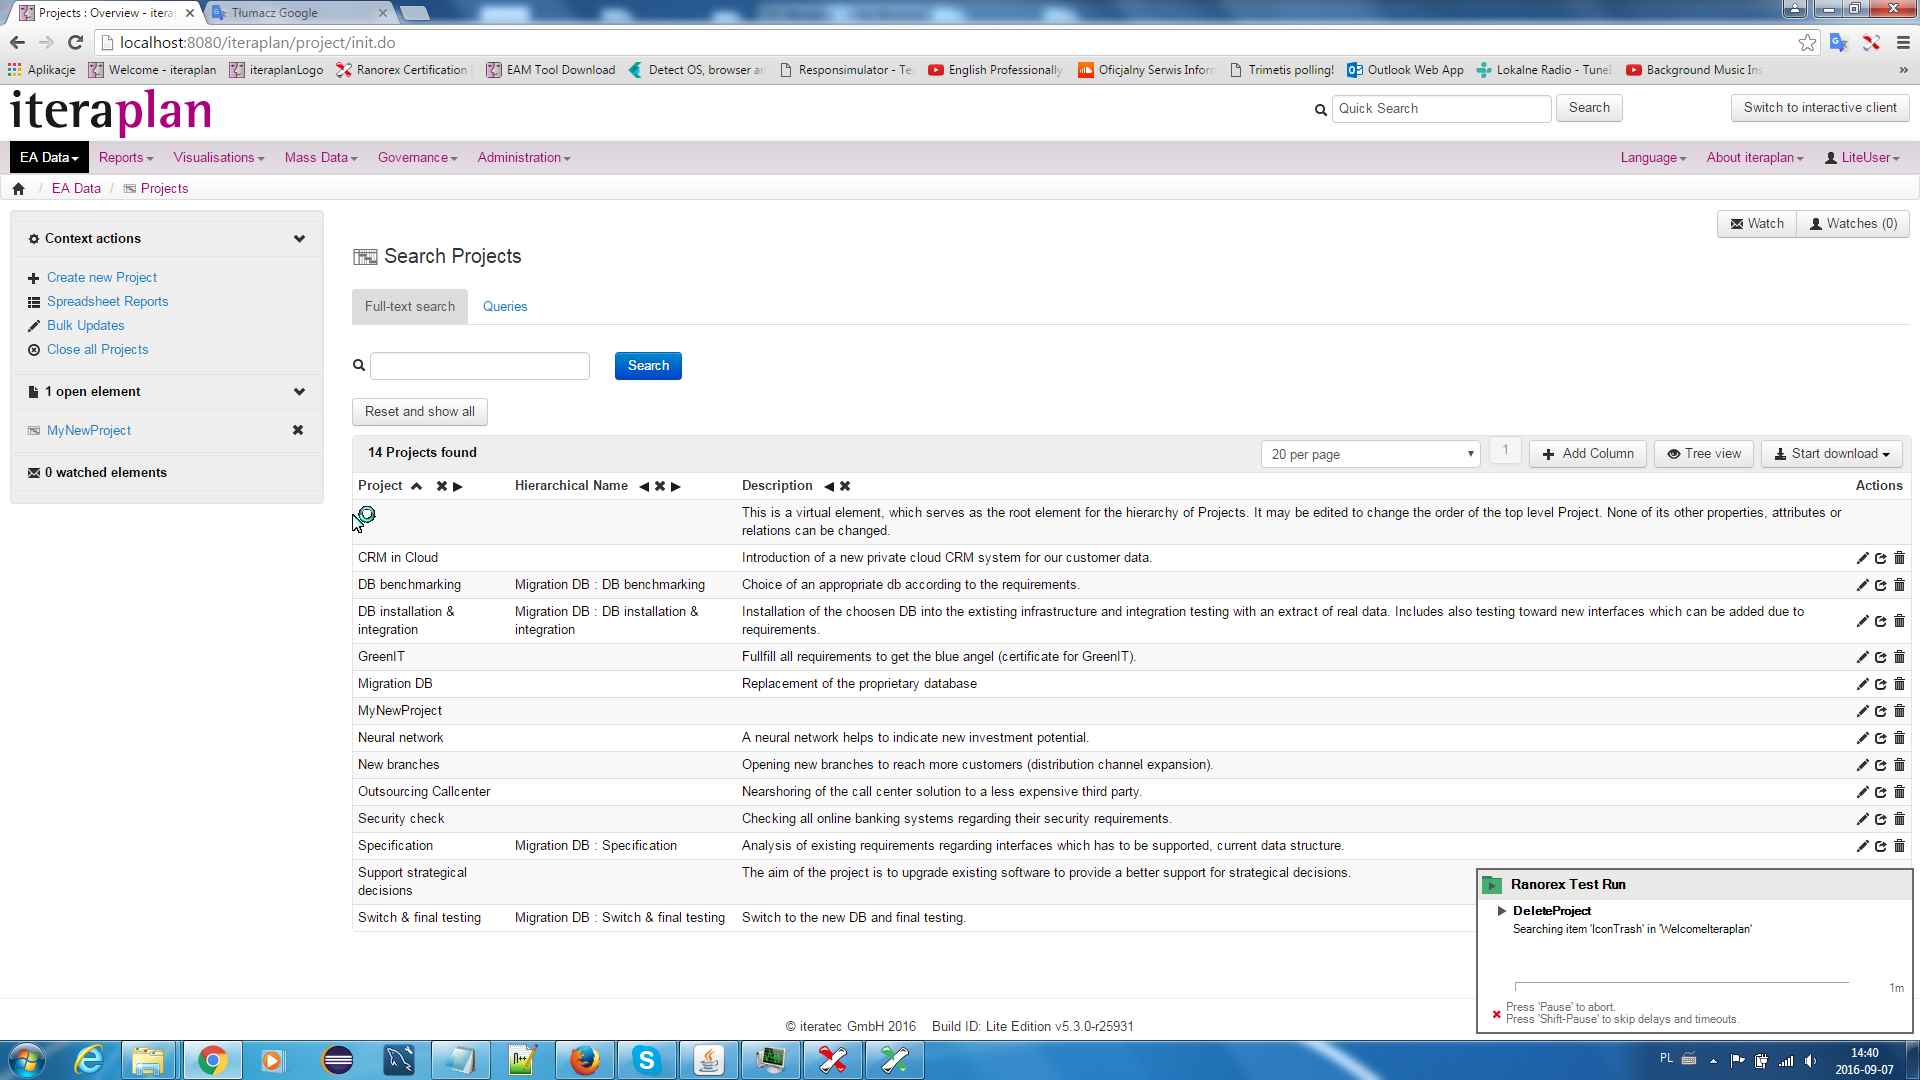 Projects : Overview - itera
Tłumacz Google
localhost:8080/iteraplan/project/init.do
Aplikacje
Welcome - iteraplan
iteraplanLogo
Ranorex Certification
EAM Tool Download
Detect OS, browser a
Responsimulator - Te
English Professionally
Oficjalny Serwis Inform
Trimetis polling!
Outlook Web App
Lokalne Radio - Tunel
Background Music Ins
»
iteraplan
Quick Search
Search
Switch to interactive client
EA Data
Reports
Visualisations
Mass Data
Governance
Administration
Language
About iteraplan
LiteUser
/ EA Data / Projects
Watch
Watches (0)
Context actions
Create new Project
Spreadsheet Reports
Bulk Updates
Close all Projects
1 open element
MyNewProject
0 watched elements
Search Projects
Full-text search
Queries
Search
Reset and show all
14 Projects found
20 per page
1
Add Column
Tree view
Start download
Project
Hierarchical Name
Description
Actions
This is a virtual element, which serves as the root element for the hierarchy of Projects. It may be edited to change the order of the top level Project. None of its other properties, attributes or
relations can be changed.
CRM in Cloud
Introduction of a new private cloud CRM system for our customer data.
DB benchmarking
Migration DB : DB benchmarking
Choice of an appropriate db according to the requirements.
DB installation &
integration
Migration DB : DB installation &
integration
Installation of the choosen DB into the extisting infrastructure and integration testing with an extract of real data. Includes also testing toward new interfaces which can be added due to
requirements.
GreenIT
Fullfill all requirements to get the blue angel (certificate for GreenIT).
Migration DB
Replacement of the proprietary database
MyNewProject
Neural network
A neural network helps to indicate new investment potential.
New branches
Opening new branches to reach more customers (distribution channel expansion).
Outsourcing Callcenter
Nearshoring of the call center solution to a less expensive third party.
Security check
Checking all online banking systems regarding their security requirements.
Specification
Migration DB : Specification
Analysis of existing requirements regarding interfaces which has to be supported, current data structure.
Support strategical
decisions
The aim of the project is to upgrade existing software to provide a better support for strategical decisions.
Switch & final testing
Migration DB : Switch & final testing
Switch to the new DB and final testing.
Ranorex Test Run
DeleteProject
Searching item 'IconTrash' in 'WelcomeIteraplan'
1m
Press 'Pause' to abort.
Press 'Shift-Pause' to skip delays and timeouts.
© iteratec GmbH 2016
Build ID: Lite Edition v5.3.0-r25931
PL
14:40
2016-09-07